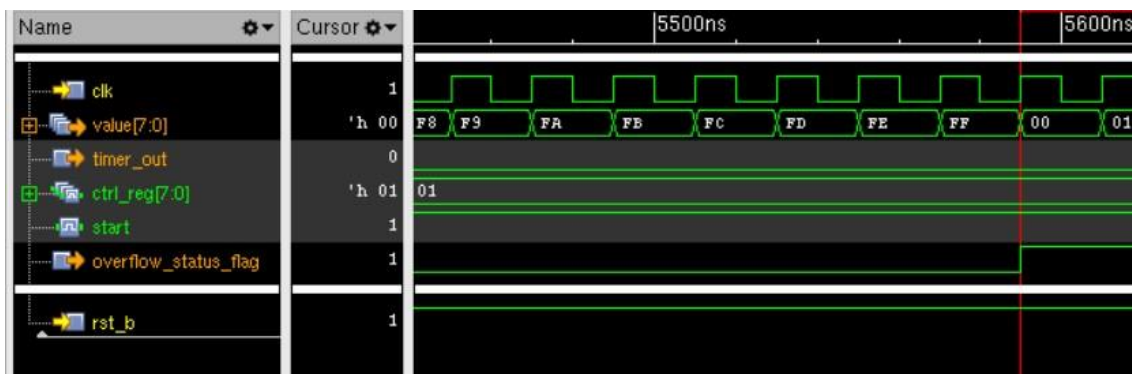 Name Cursor 5500ns 5600ns
clk 1
value[7:0] 'h 00 F8 F9 FA FB FC FD FE FF 00 01
timer_out 0
ctrl_reg[7:0] 'h 01 01
start 1
overflow_status_flag 1
rst_b 1